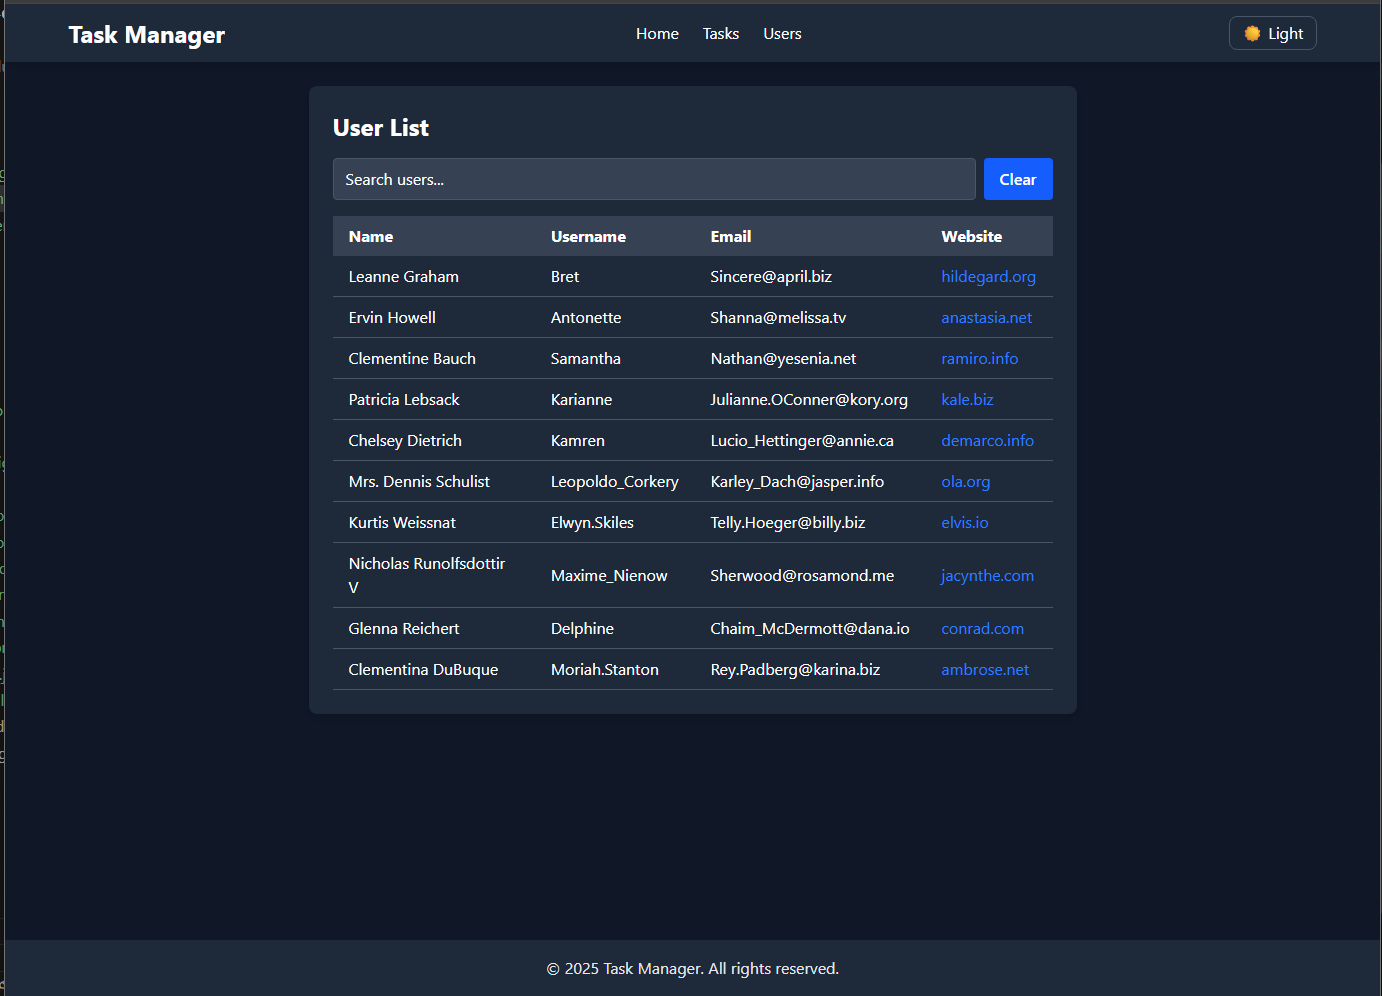 Task Manager Home Tasks Users Light
User List
Search users... Clear
Name Username Email Website
Leanne Graham Bret Sincere@april.biz hildegard.org
Ervin Howell Antonette Shanna@melissa.tv anastasia.net
Clementine Bauch Samantha Nathan@yesenia.net ramiro.info
Patricia Lebsack Karianne Julianne.OConner@kory.org kale.biz
Chelsey Dietrich Kamren Lucio_Hettinger@annie.ca demarco.info
Mrs. Dennis Schulist Leopoldo_Corkery Karley_Dach@jasper.info ola.org
Kurtis Weissnat Elwyn.Skiles Telly.Hoeger@billy.biz elvis.io
Nicholas Runolfsdottir
V Maxime_Nienow Sherwood@rosamond.me jacynthe.com
Glenna Reichert Delphine Chaim_McDermott@dana.io conrad.com
Clementina DuBuque Moriah.Stanton Rey.Padberg@karina.biz ambrose.net
© 2025 Task Manager. All rights reserved.